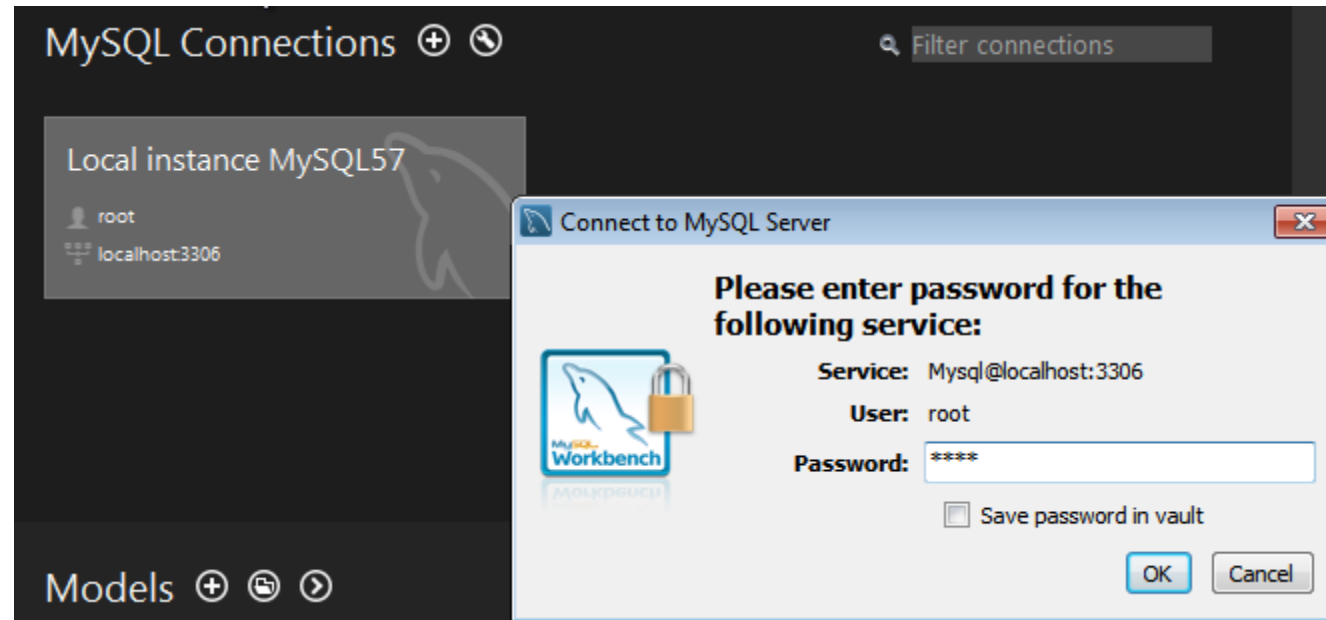 MySQL Connections
Filter connections
Local instance MySQL57
root
localhost:3306
Connect to MySQL Server
Please enter password for the
following service:
Service: Mysql@localhost:3306
User: root
Password: ****
MySQL
Workbench
Save password in vault
OK Cancel
Models